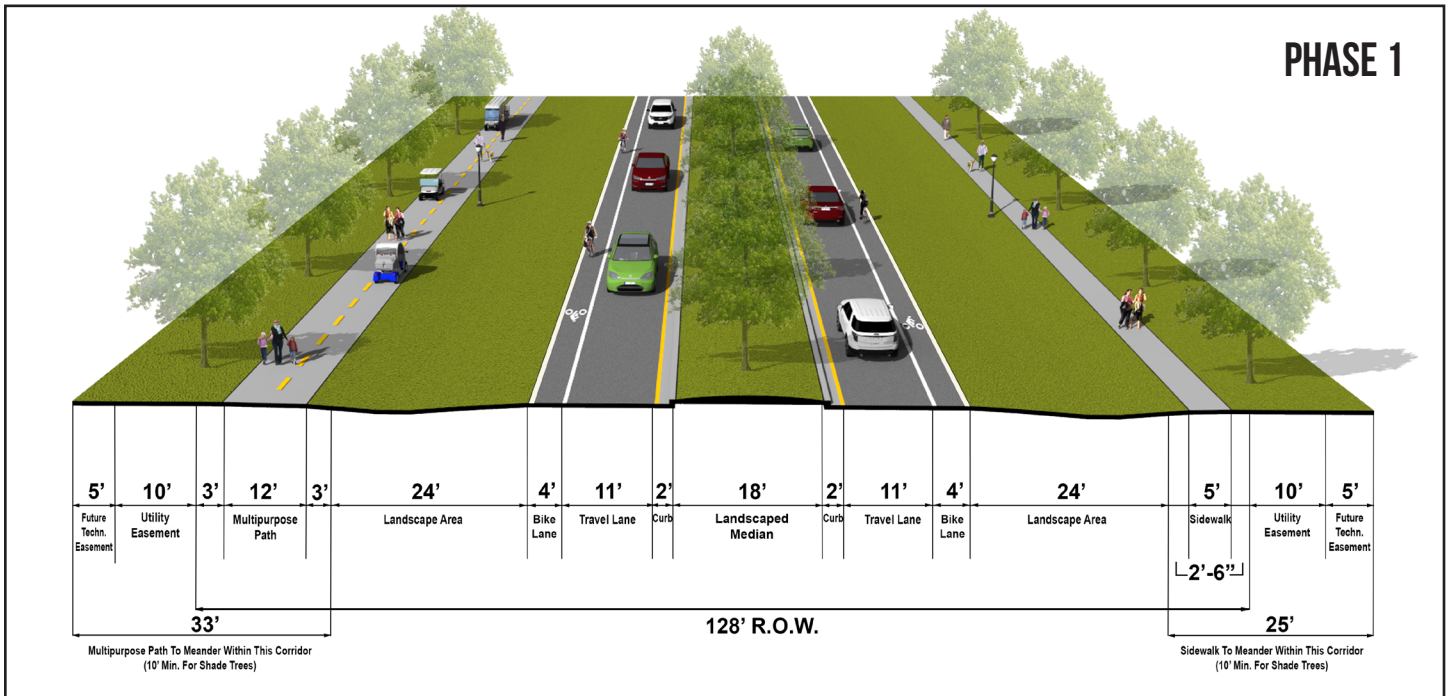 PHASE 1
5’ 10’ 3’ 12’ 3’ 24’ 4’ 11’ 2’ 18’ 2’ 11’ 4’ 24’ 5’ 10’ 5’
Future
Techn.
Easement
Utility
Easement
Multipurpose
Path
Landscape Area
Bike
Lane
Travel Lane
Curb
Landscaped
Median
Curb
Travel Lane
Bike
Lane
Landscape Area
Sidewalk
Utility
Easement
Future
Techn.
Easement
2’-6”
33’
128’ R.O.W.
25’
Multipurpose Path To Meander Within This Corridor
(10’ Min. For Shade Trees)
Sidewalk To Meander Within This Corridor
(10’ Min. For Shade Trees)